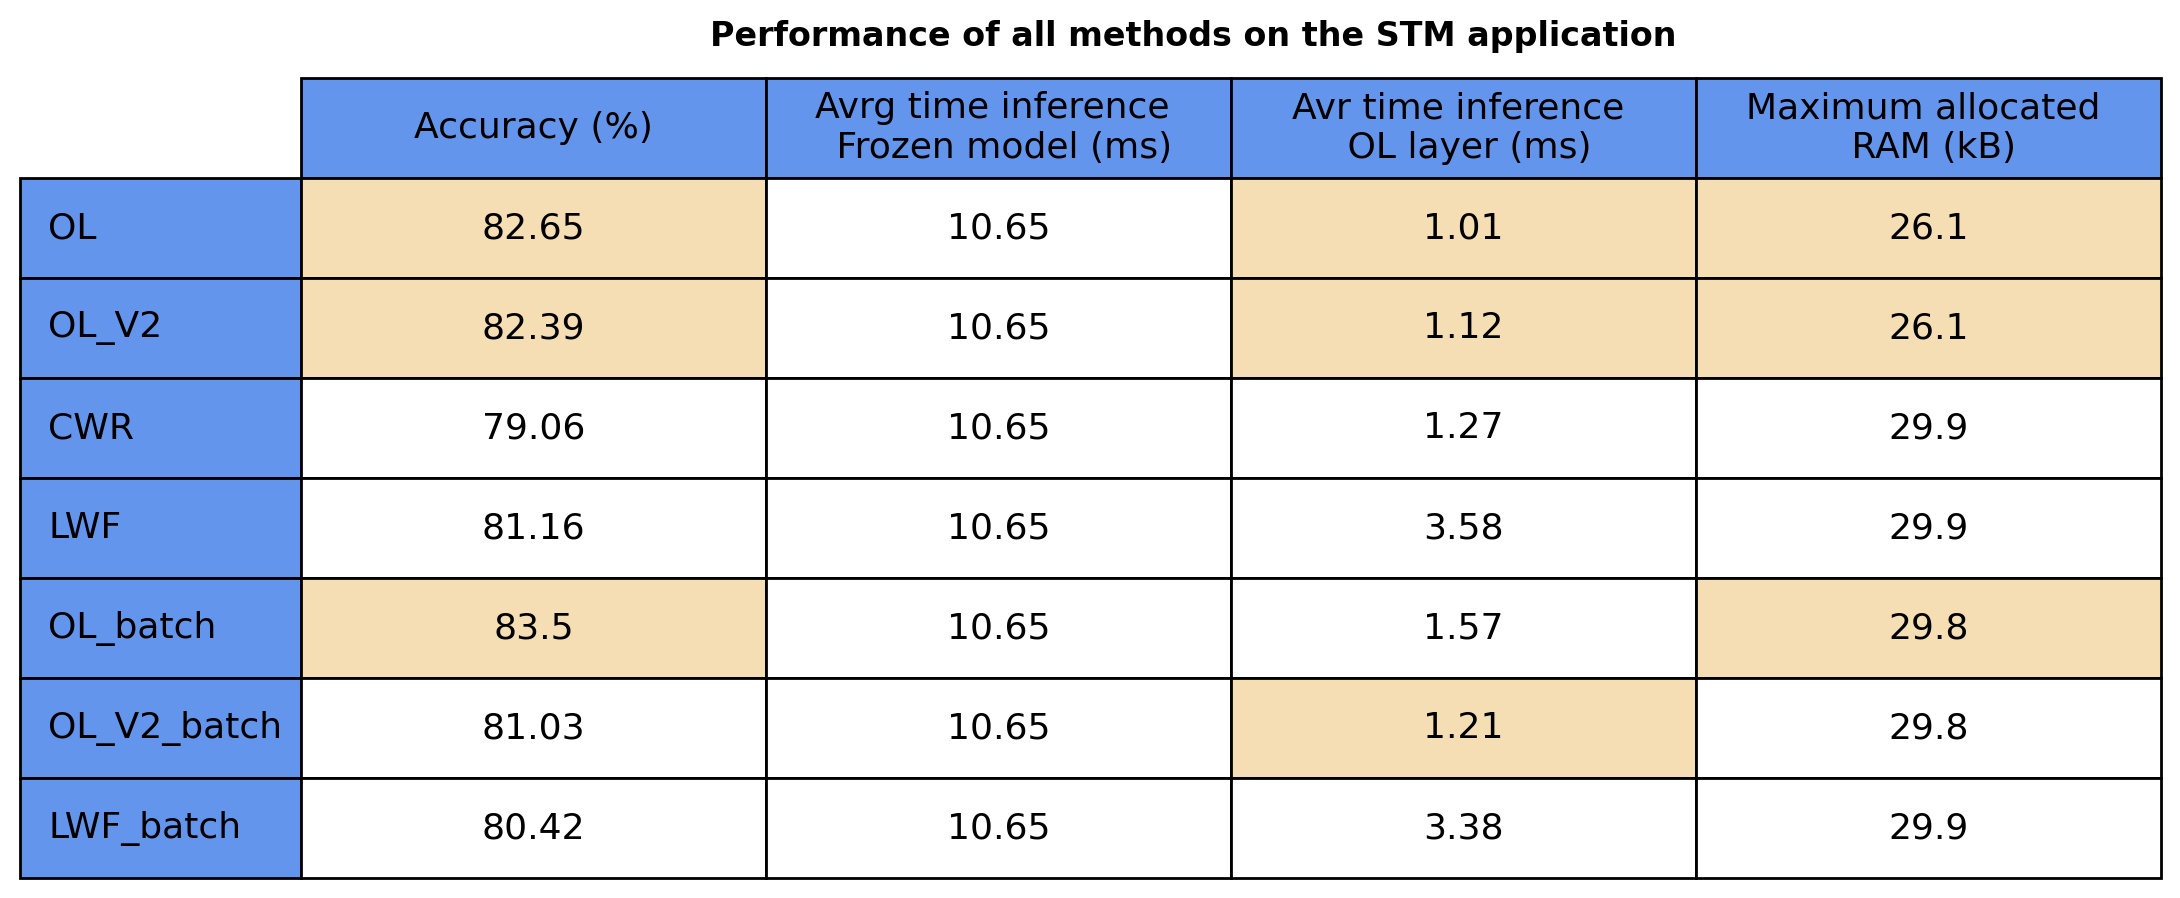 Performance of all methods on the STM application
Accuracy (%) Avrg time inference Frozen model (ms) Avr time inference OL layer (ms) Maximum allocated RAM (kB)
OL 82.65 10.65 1.01 26.1
OL_V2 82.39 10.65 1.12 26.1
CWR 79.06 10.65 1.27 29.9
LWF 81.16 10.65 3.58 29.9
OL_batch 83.5 10.65 1.57 29.8
OL_V2_batch 81.03 10.65 1.21 29.8
LWF_batch 80.42 10.65 3.38 29.9